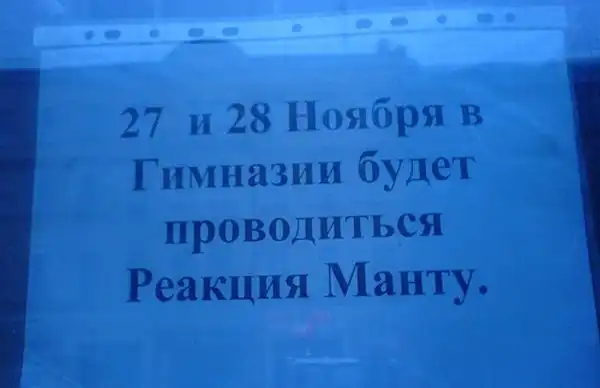 27 и 28 Ноября в
Гимназии будет
проводиться
Реакция Манту.